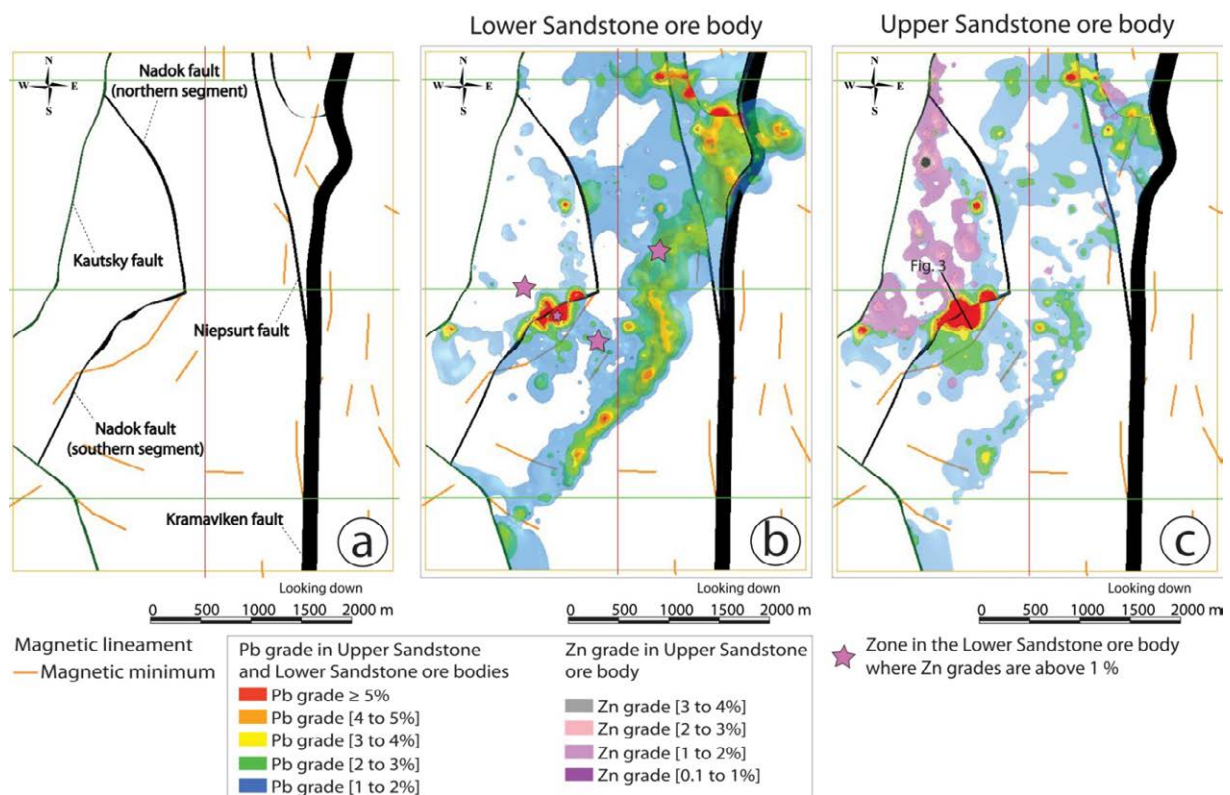 Lower Sandstone ore body
Upper Sandstone ore body
N
W E
S
Nadok fault
(northern segment)
Kautsky fault
Niepsurt fault
Nadok fault
(southern segment)
Kramaviken fault
a
N
W E
S
b
N
W E
S
Fig. 3
c
Looking down
0 500 1000 1500 2000 m
Looking down
0 500 1000 1500 2000 m
Looking down
0 500 1000 1500 2000 m
Magnetic lineament
Magnetic minimum
Pb grade in Upper Sandstone
and Lower Sandstone ore bodies
Pb grade ≥ 5%
Pb grade [4 to 5%]
Pb grade [3 to 4%]
Pb grade [2 to 3%]
Pb grade [1 to 2%]
Zn grade in Upper Sandstone
ore body
Zn grade [3 to 4%]
Zn grade [2 to 3%]
Zn grade [1 to 2%]
Zn grade [0.1 to 1%]
Zone in the Lower Sandstone ore body
where Zn grades are above 1 %